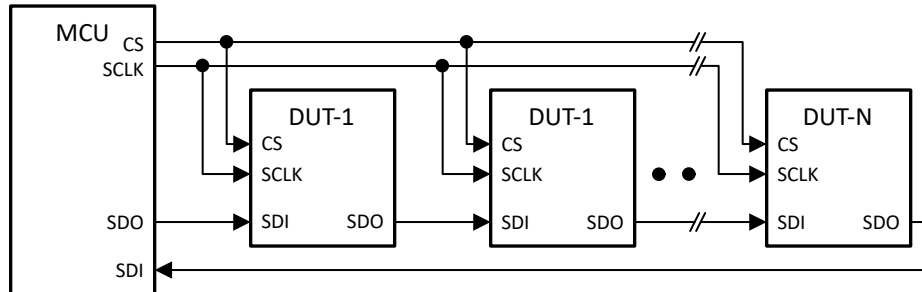 MCU
CS
SCLK
DUT-1
DUT-1
DUT-N
CS
CS
CS
SCLK
SCLK
SCLK
SDO
SDI
SDO
SDI
SDO
SDI
SDO
SDI